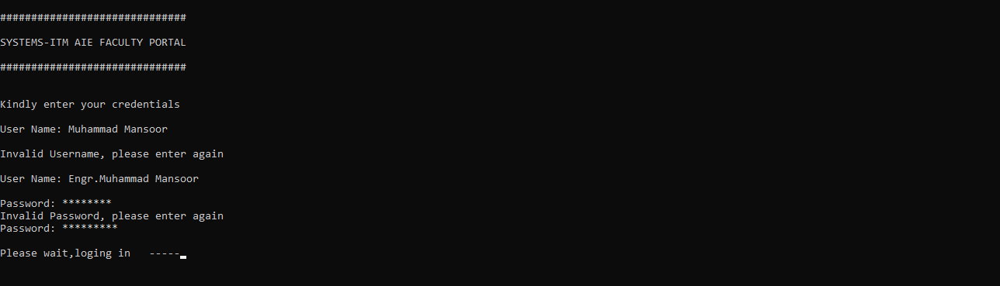 ##############################
SYSTEMS-ITM AIE FACULTY PORTAL
##############################
Kindly enter your credentials
User Name: Muhammad Mansoor
Invalid Username, please enter again
User Name: Engr.Muhammad Mansoor
Password: ********
Invalid Password, please enter again
Password: *********
Please wait,loging in   -----